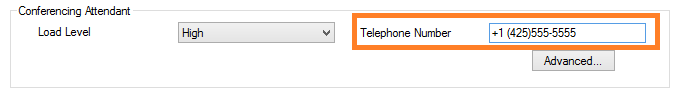 Conferencing Attendant
Load Level High Telephone Number +1 (425)555-5555
Advanced...